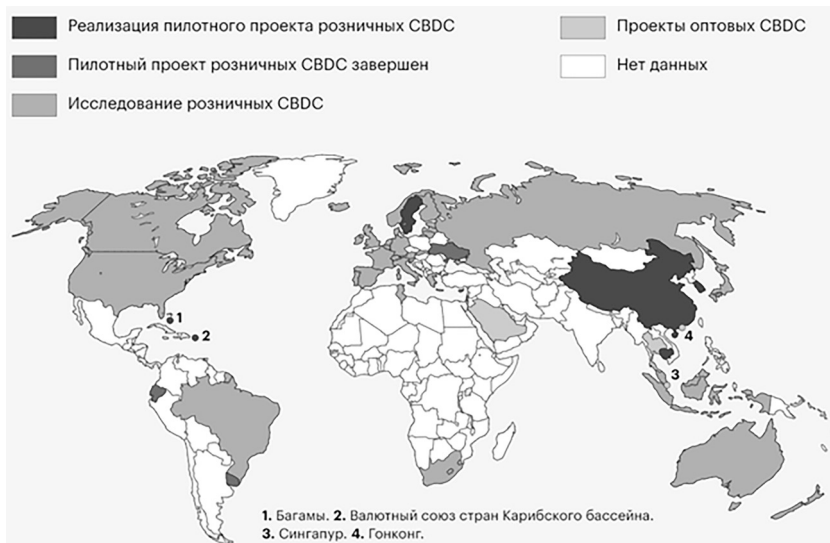 Реализация пилотного проекта розничных CBDC
Пилотный проект розничных CBDC завершен
Исследование розничных CBDC
Проекты оптовых CBDC
Нет данных
1
2
3
4
1. Багамы. 2. Валютный союз стран Карибского бассейна.
3. Сингапур. 4. Гонконг.